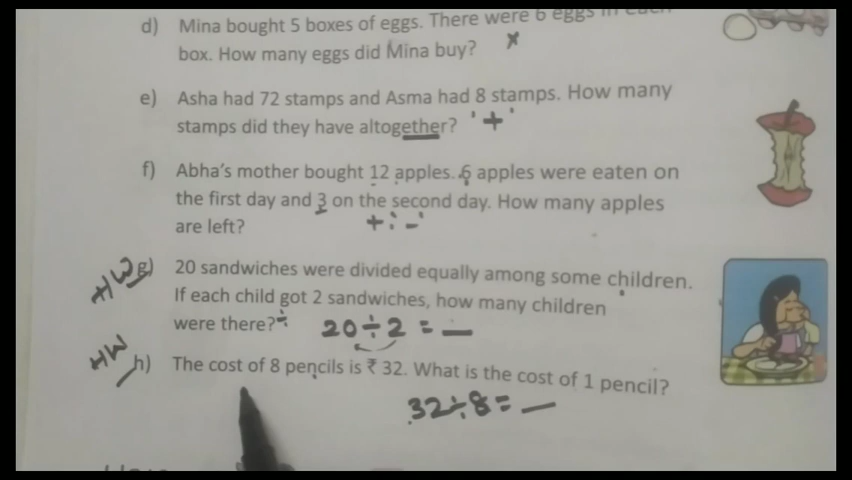 d) Mina bought 5 boxes of eggs. There were 6 eggs in each
box. How many eggs did Mina buy? ×
e) Asha had 72 stamps and Asma had 8 stamps. How many
stamps did they have altogether? '+'
f) Abha's mother bought 12 apples. 6 apples were eaten on
the first day and 3 on the second day. How many apples
are left? + : -
HW g) 20 sandwiches were divided equally among some children.
If each child got 2 sandwiches, how many children
were there? ÷ 20 ÷ 2 = _
HW h) The cost of 8 pencils is ₹ 32. What is the cost of 1 pencil?
32 ÷ 8 = _